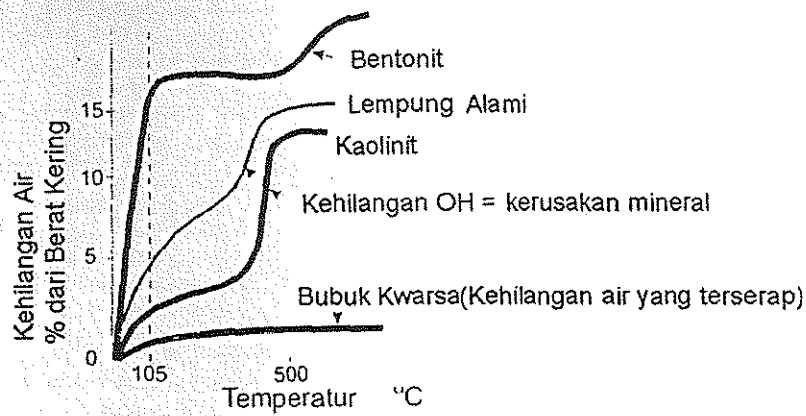 Kehilangan Air
% dari Berat Kering
15
10
5
0
105
500
Temperatur °C
Bentonit
Lempung Alami
Kaolinit
Kehilangan OH = kerusakan mineral
Bubuk Kwarsa(Kehilangan air yang terserap)